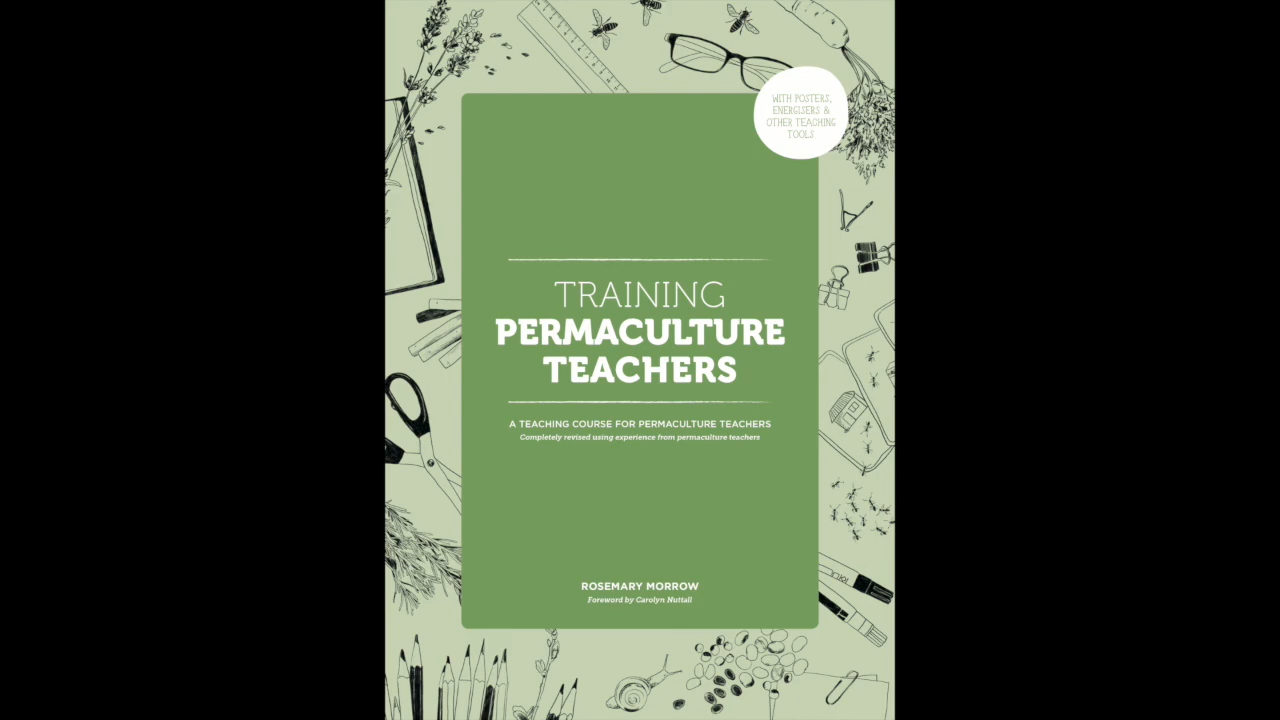 WITH POSTERS,
ENERGISERS &
OTHER TEACHING
TOOLS
TRAINING
PERMACULTURE
TEACHERS
A TEACHING COURSE FOR PERMACULTURE TEACHERS
Completely revised using experience from permaculture teachers
ROSEMARY MORROW
Foreword by Carolyn Nuttall